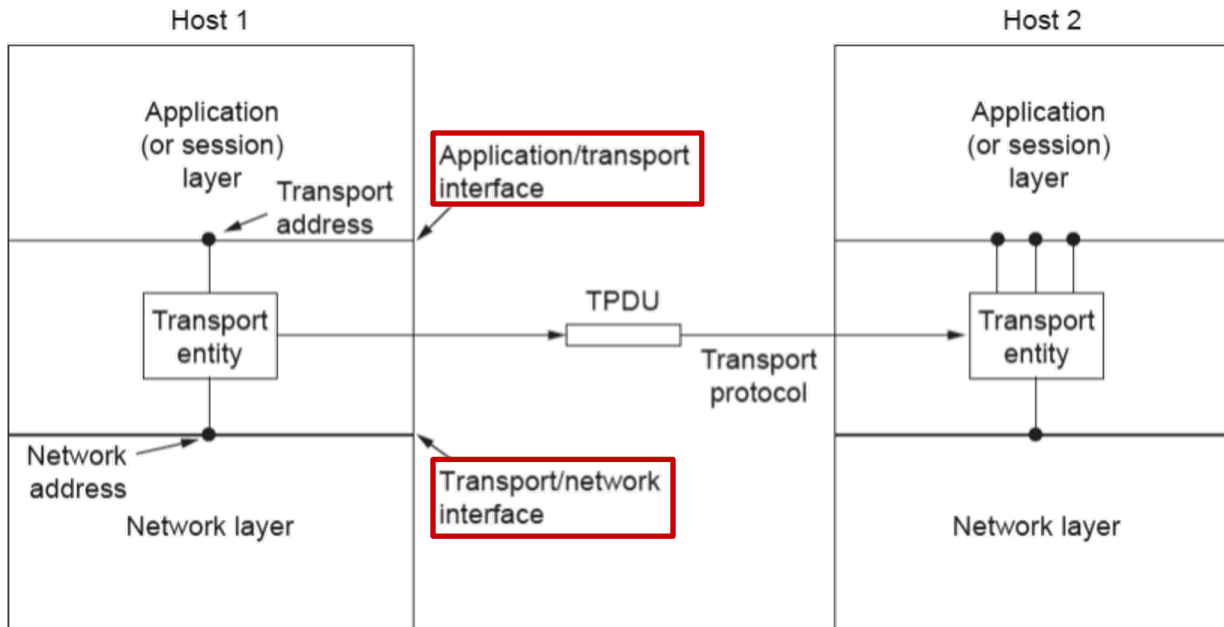 Host 1
Host 2
Application
(or session)
layer
Application/transport
interface
Application
(or session)
layer
Transport
address
TPDU
Transport
entity
Transport
protocol
Transport
entity
Network
address
Transport/network
interface
Network layer
Network layer